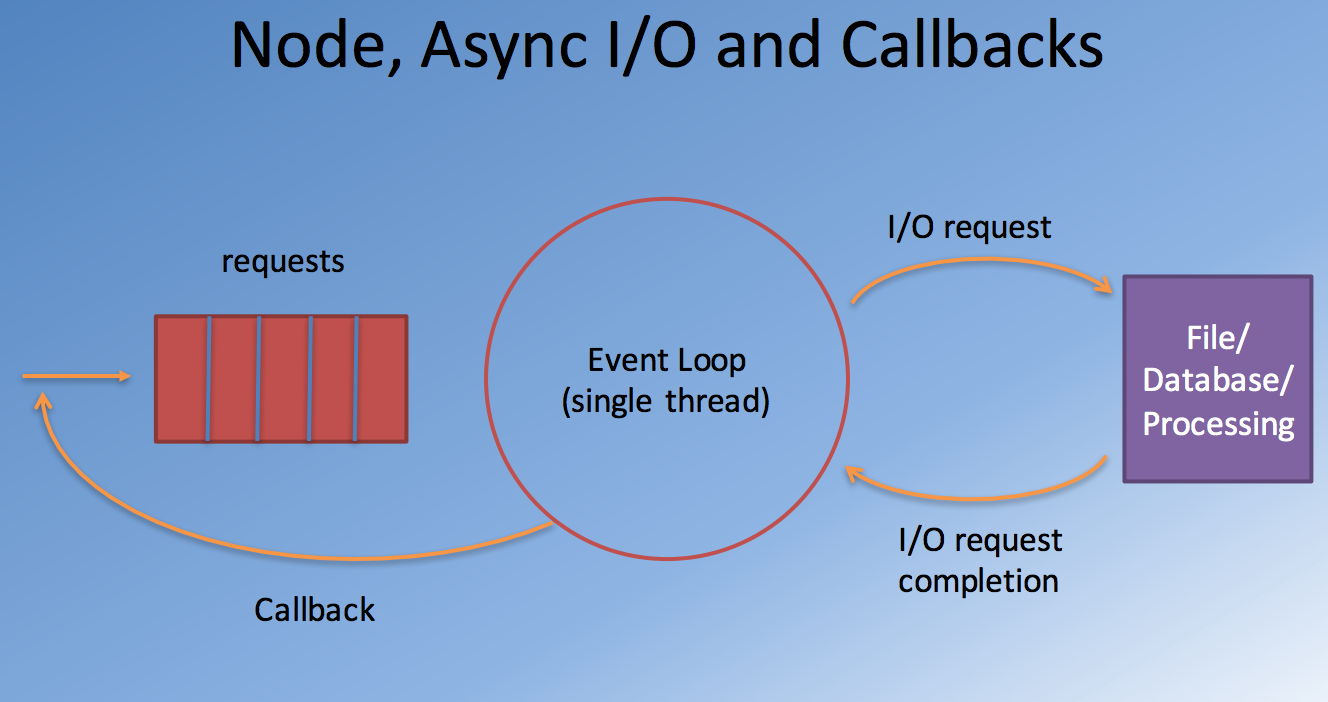 Node, Async I/O and Callbacks
requests
I/O request
Event Loop
(single thread)
File/
Database/
Processing
I/O request
completion
Callback